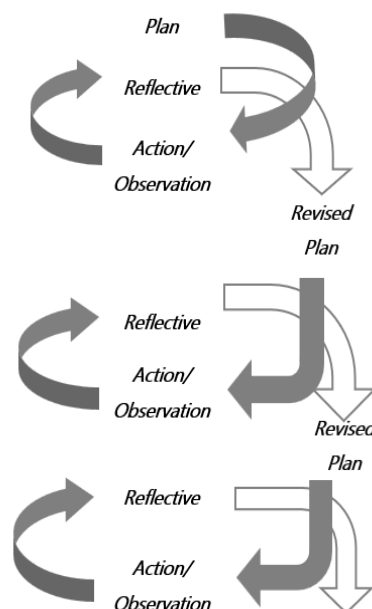 Plan
Reflective
Action/
Observation
Revised
Plan
Reflective
Action/
Observation
Revised
Plan
Reflective
Action/
Observation